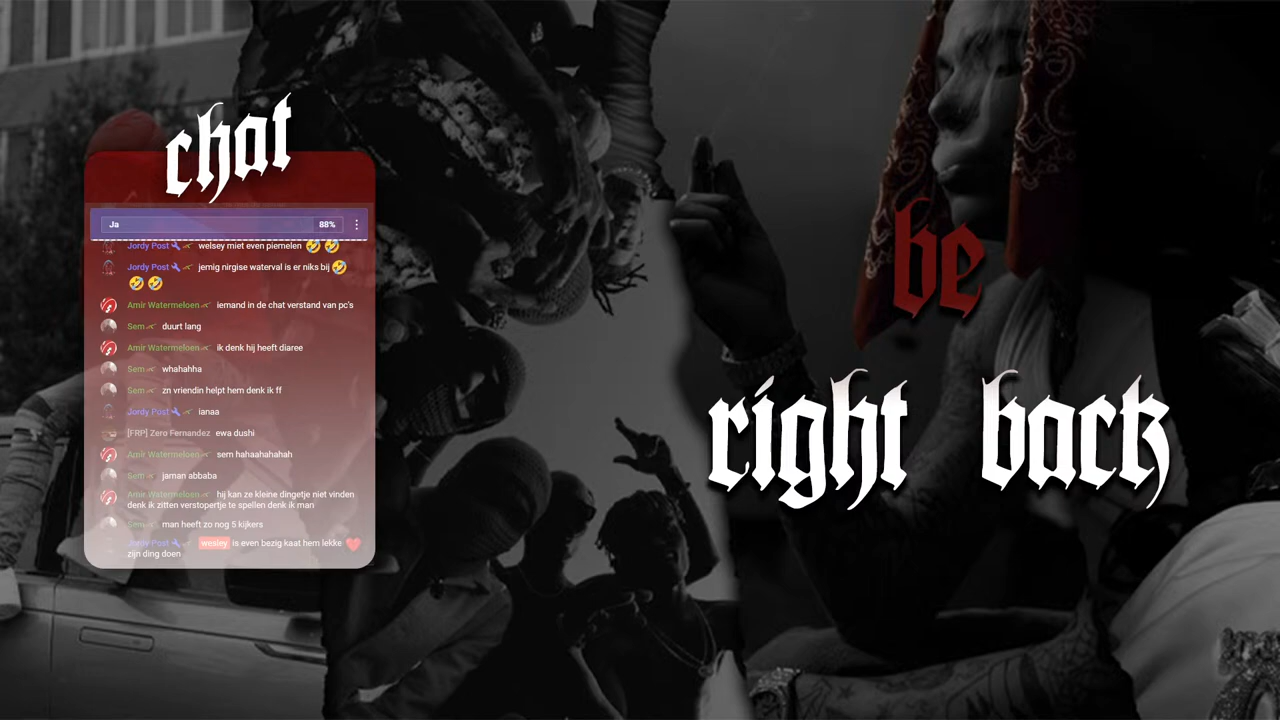 chat
Ja 88%
Jordy Post welsey miet even piemelen 🤣 🤣
Jordy Post jemig nirgise waterval is er niks bij 🤣
🤣 🤣
Amir Watermeloen iemand in de chat verstand van pc's
Sem duurt lang
Amir Watermeloen ik denk hij heeft diaree
Sem whahahha
Sem zn vriendin helpt hem denk ik ff
Jordy Post ianaa
[FRP] Zero Fernandez ewa dushi
Amir Watermeloen sem hahaahahahah
Sem jaman abbaba
Amir Watermeloen hij kan ze kleine dingetje niet vinden
denk ik zitten verstopertje te spellen denk ik man
Sem man heeft zo nog 5 kijkers
Jordy Post wesley is even bezig kaat hem lekke ❤️
zijn ding doen
be
right back